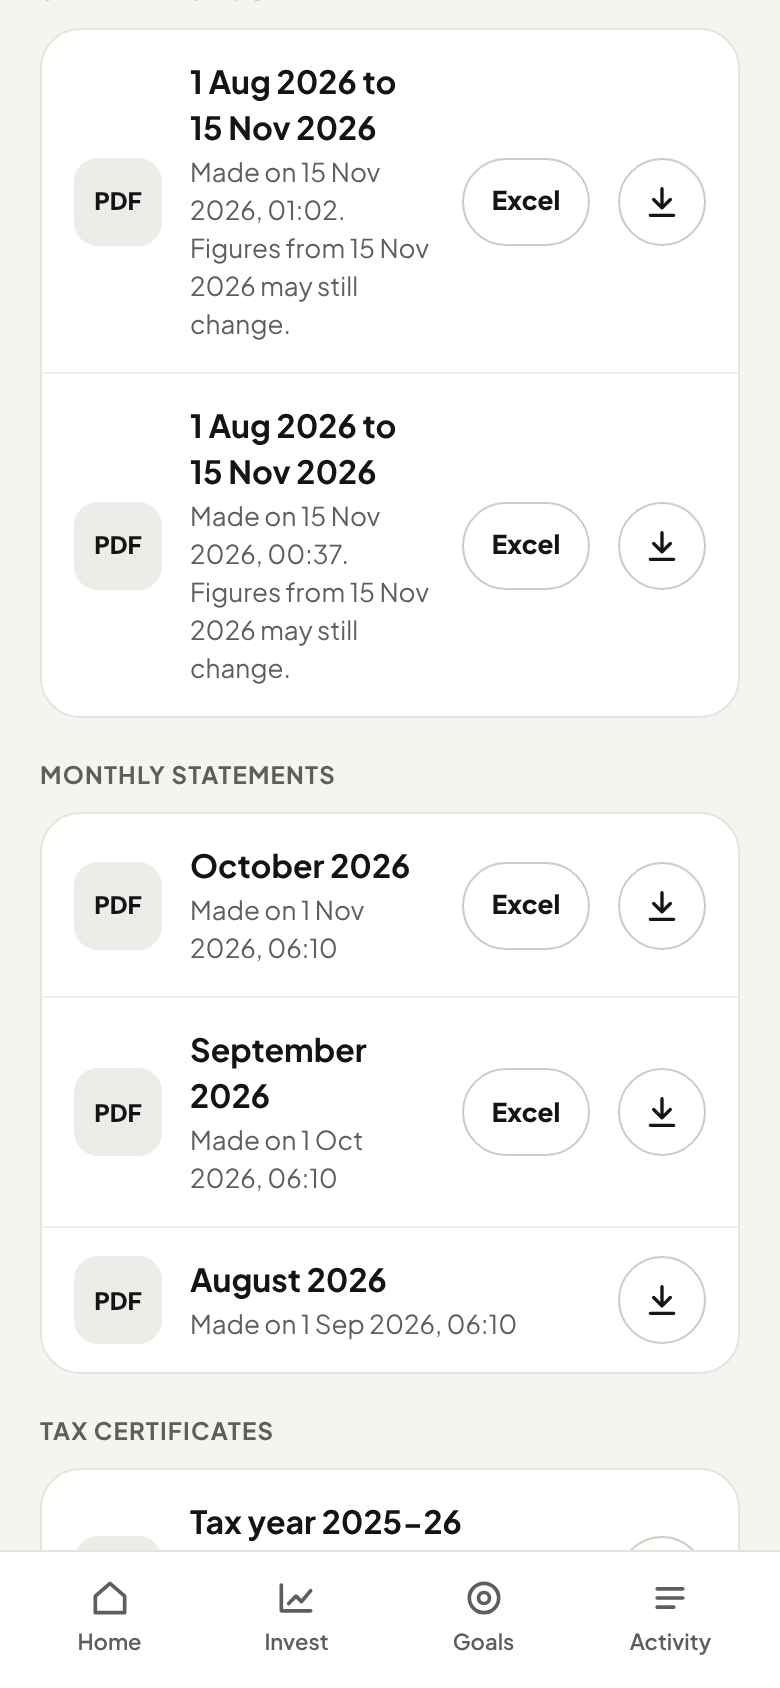 1 Aug 2026 to
15 Nov 2026
PDF
Made on 15 Nov
2026, 01:02.
Figures from 15 Nov
2026 may still
change.
Excel
1 Aug 2026 to
15 Nov 2026
PDF
Made on 15 Nov
2026, 00:37.
Figures from 15 Nov
2026 may still
change.
Excel
MONTHLY STATEMENTS
PDF
October 2026
Made on 1 Nov
2026, 06:10
Excel
PDF
September
2026
Made on 1 Oct
2026, 06:10
Excel
PDF
August 2026
Made on 1 Sep 2026, 06:10
TAX CERTIFICATES
Tax year 2025–26
Home
Invest
Goals
Activity